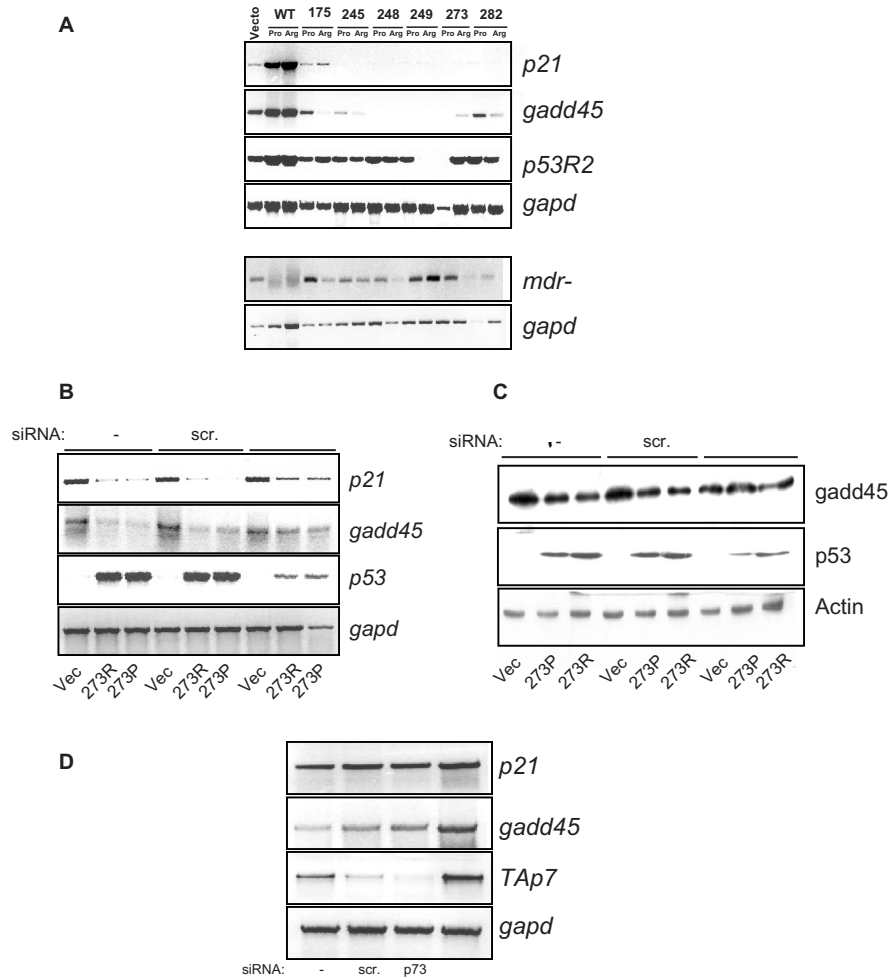 A
Vecto WT 175 245 248 249 273 282
Pro Arg Pro Arg Pro Arg Pro Arg Pro Arg Pro Arg Pro Arg
p21
gadd45
p53R2
gapd
mdr-
gapd
B
siRNA: - scr.
p21
gadd45
p53
gapd
Vec 273R 273P Vec 273R 273P Vec 273R 273P
C
siRNA: - scr.
gadd45
p53
Actin
Vec 273P 273R Vec 273P 273R Vec 273P 273R
D
p21
gadd45
TAp7
gapd
siRNA: - scr. p73